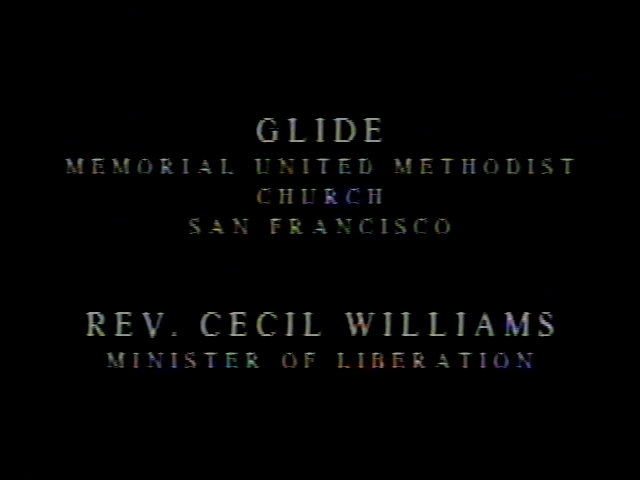 GLIDE
MEMORIAL UNITED METHODIST
CHURCH
SAN FRANCISCO
REV. CECIL WILLIAMS
MINISTER OF LIBERATION